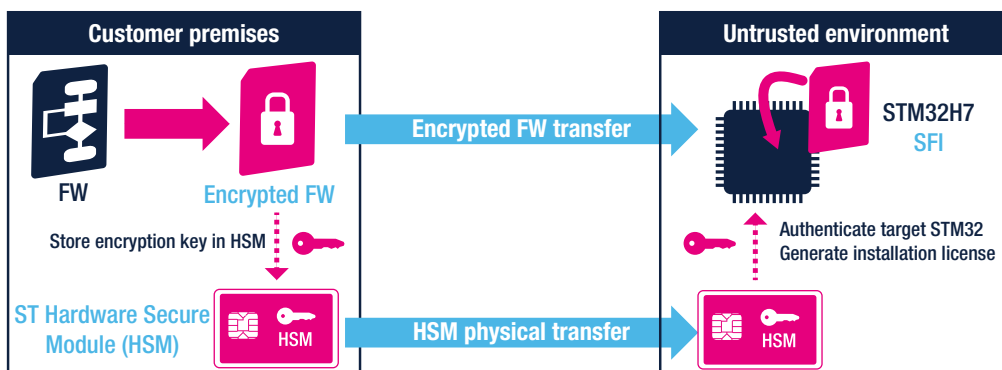 Customer premises
FW
Encrypted FW
Store encryption key in HSM
ST Hardware Secure
Module (HSM)
HSM
Encrypted FW transfer
HSM physical transfer
Untrusted environment
STM32H7
SFI
Authenticate target STM32
Generate installation license
HSM